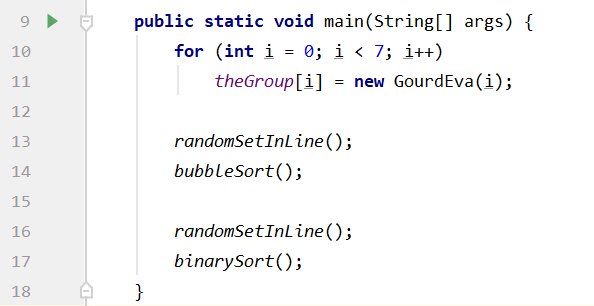 9 public static void main(String[] args) {
10 for (int i = 0; i < 7; i++)
11 theGroup[i] = new GourdEva(i);
12
13 randomSetInLine();
14 bubbleSort();
15
16 randomSetInLine();
17 binarySort();
18 }